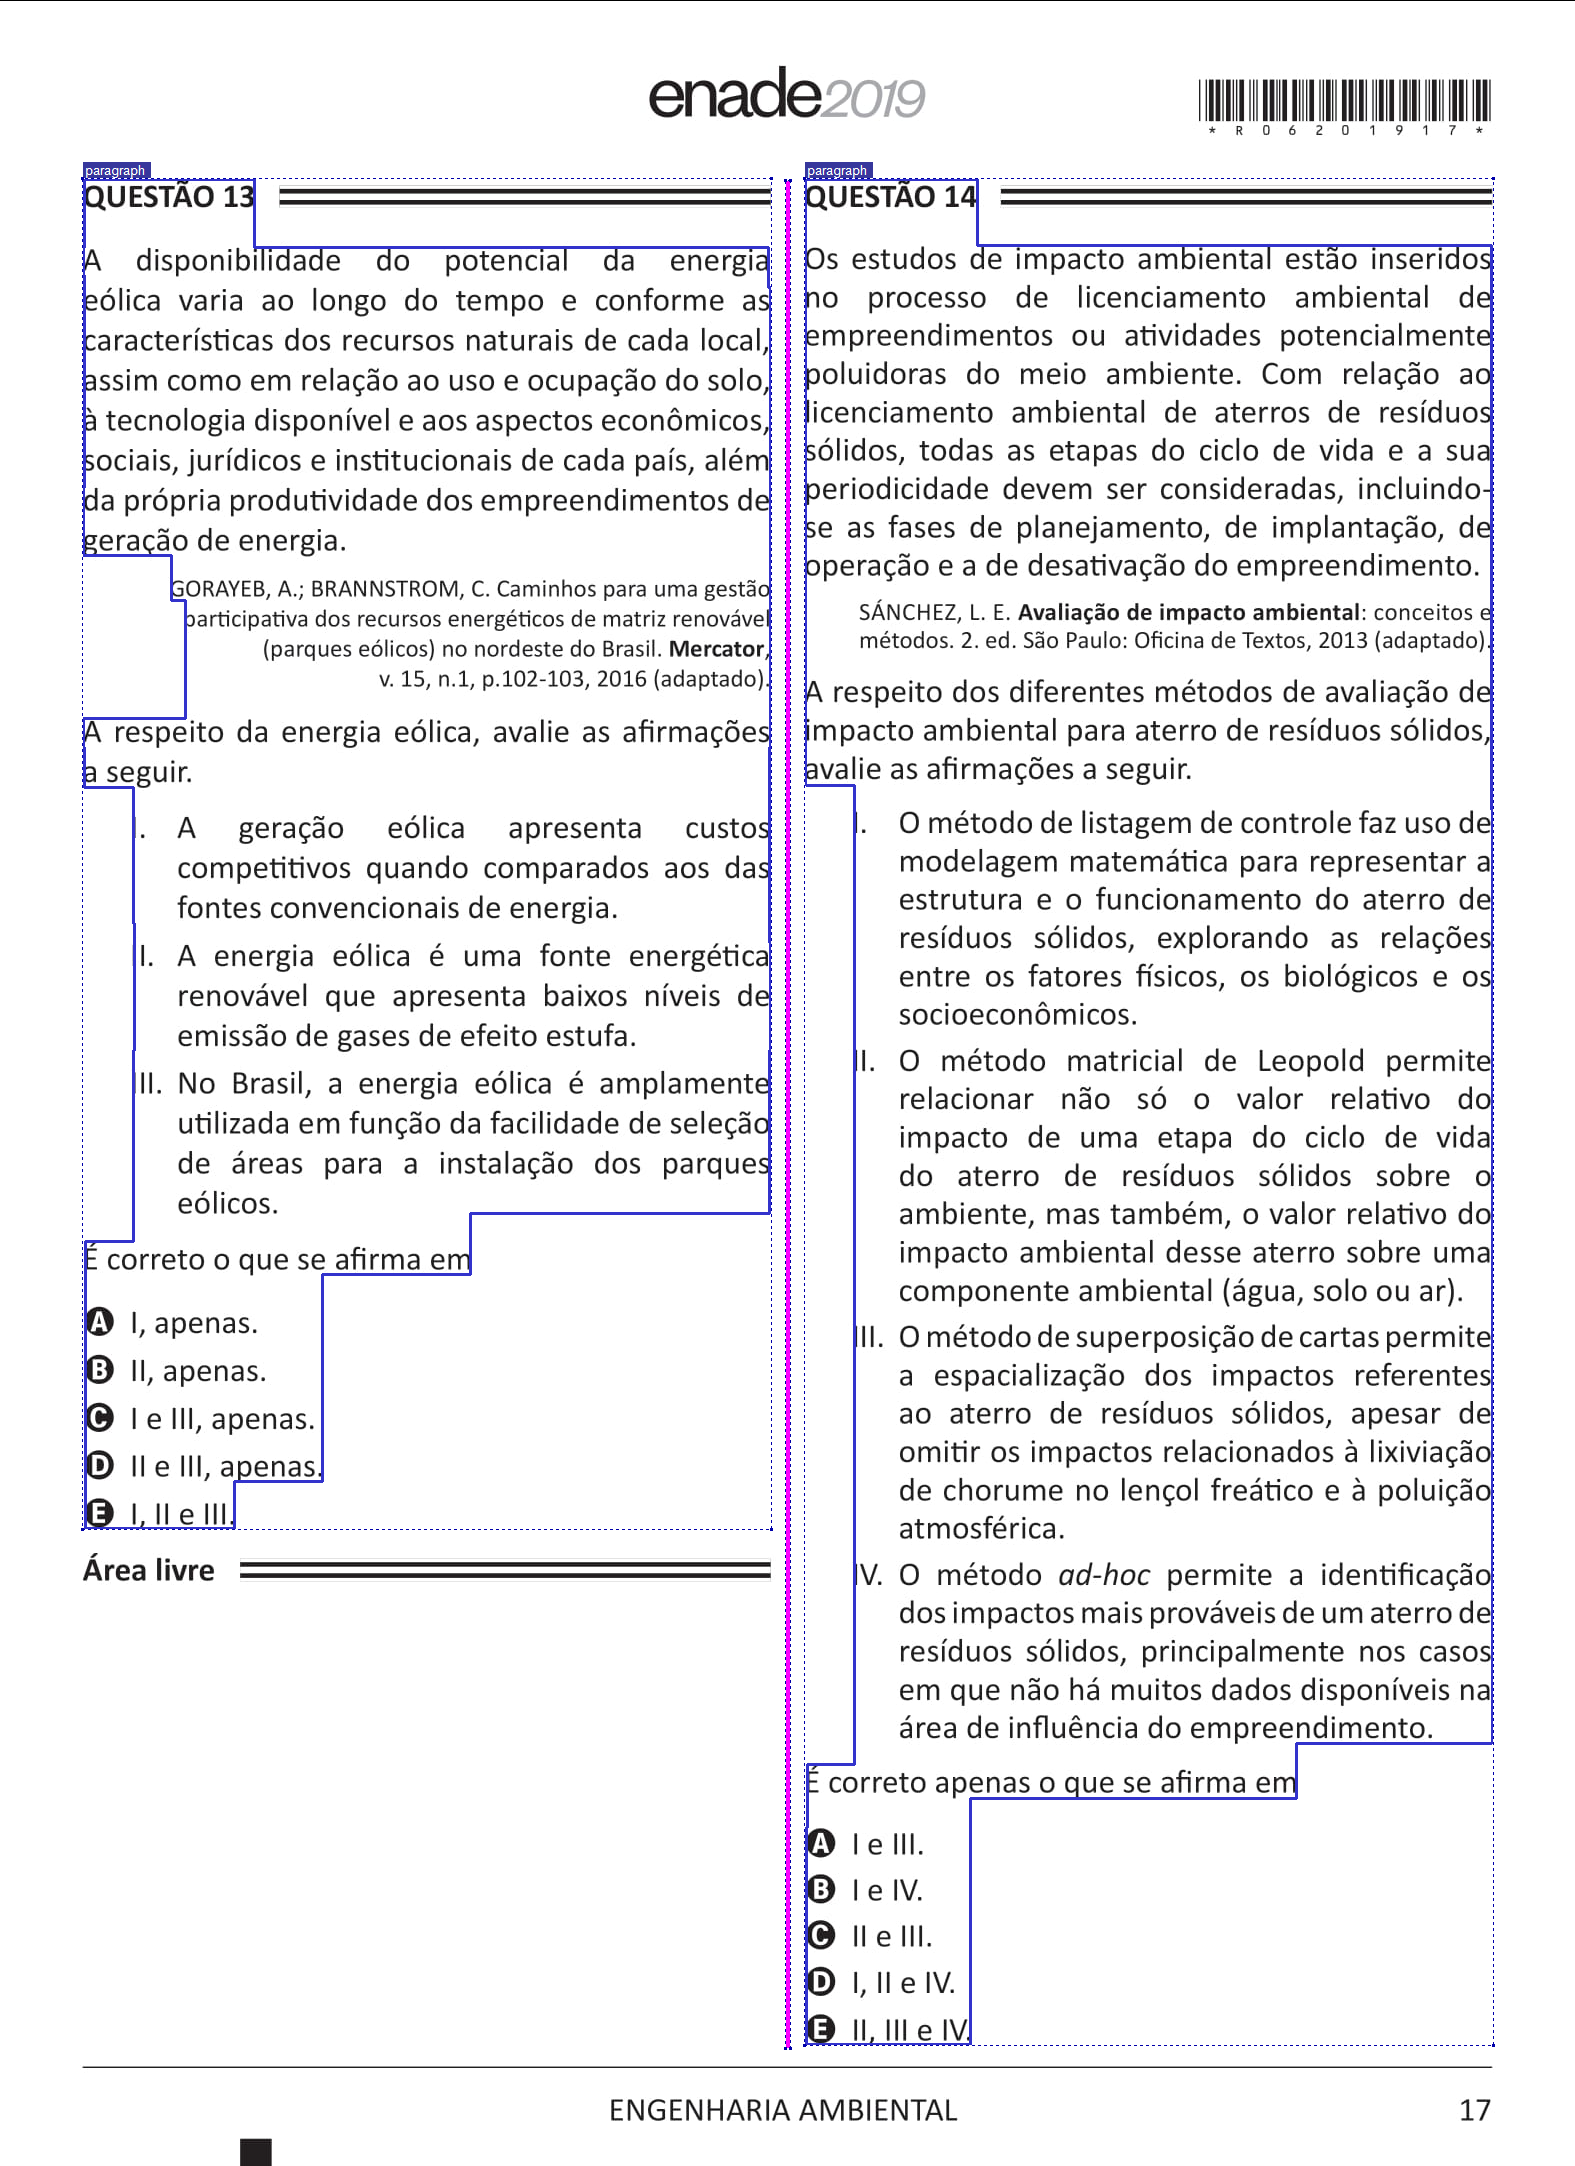 enade2019
*R06201917*
paragraph
QUESTÃO 13
A disponibilidade do potencial da energia
eólica varia ao longo do tempo e conforme as
características dos recursos naturais de cada local,
assim como em relação ao uso e ocupação do solo,
à tecnologia disponível e aos aspectos econômicos,
sociais, jurídicos e institucionais de cada país, além
da própria produtividade dos empreendimentos de
geração de energia.
GORAYEB, A.; BRANNSTROM, C. Caminhos para uma gestão
participativa dos recursos energéticos de matriz renovável
(parques eólicos) no nordeste do Brasil. Mercator,
v. 15, n.1, p.102-103, 2016 (adaptado).
A respeito da energia eólica, avalie as afirmações
a seguir.
I. A geração eólica apresenta custos
competitivos quando comparados aos das
fontes convencionais de energia.
II. A energia eólica é uma fonte energética
renovável que apresenta baixos níveis de
emissão de gases de efeito estufa.
III. No Brasil, a energia eólica é amplamente
utilizada em função da facilidade de seleção
de áreas para a instalação dos parques
eólicos.
É correto o que se afirma em
A I, apenas.
B II, apenas.
C I e III, apenas.
D II e III, apenas.
E I, II e III.
Área livre
paragraph
QUESTÃO 14
Os estudos de impacto ambiental estão inseridos
no processo de licenciamento ambiental de
empreendimentos ou atividades potencialmente
poluidoras do meio ambiente. Com relação ao
licenciamento ambiental de aterros de resíduos
sólidos, todas as etapas do ciclo de vida e a sua
periodicidade devem ser consideradas, incluindo-
se as fases de planejamento, de implantação, de
operação e a de desativação do empreendimento.
SÁNCHEZ, L. E. Avaliação de impacto ambiental: conceitos e
métodos. 2. ed. São Paulo: Oficina de Textos, 2013 (adaptado).
A respeito dos diferentes métodos de avaliação de
impacto ambiental para aterro de resíduos sólidos,
avalie as afirmações a seguir.
I. O método de listagem de controle faz uso de
modelagem matemática para representar a
estrutura e o funcionamento do aterro de
resíduos sólidos, explorando as relações
entre os fatores físicos, os biológicos e os
socioeconômicos.
II. O método matricial de Leopold permite
relacionar não só o valor relativo do
impacto de uma etapa do ciclo de vida
do aterro de resíduos sólidos sobre o
ambiente, mas também, o valor relativo do
impacto ambiental desse aterro sobre uma
componente ambiental (água, solo ou ar).
III. O método de superposição de cartas permite
a espacialização dos impactos referentes
ao aterro de resíduos sólidos, apesar de
omitir os impactos relacionados à lixiviação
de chorume no lençol freático e à poluição
atmosférica.
IV. O método ad-hoc permite a identificação
dos impactos mais prováveis de um aterro de
resíduos sólidos, principalmente nos casos
em que não há muitos dados disponíveis na
área de influência do empreendimento.
É correto apenas o que se afirma em
A I e III.
B I e IV.
C II e III.
D I, II e IV.
E II, III e IV.
ENGENHARIA AMBIENTAL
17